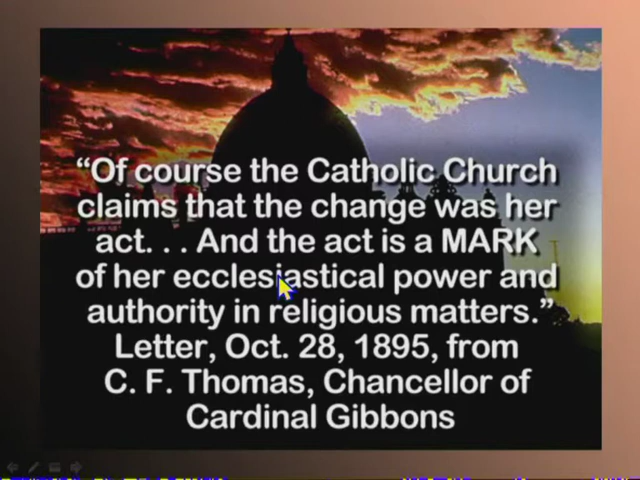 “Of course the Catholic Church
claims that the change was her
act. . . And the act is a MARK
of her ecclesiastical power and
authority in religious matters.”
Letter, Oct. 28, 1895, from
C. F. Thomas, Chancellor of
Cardinal Gibbons